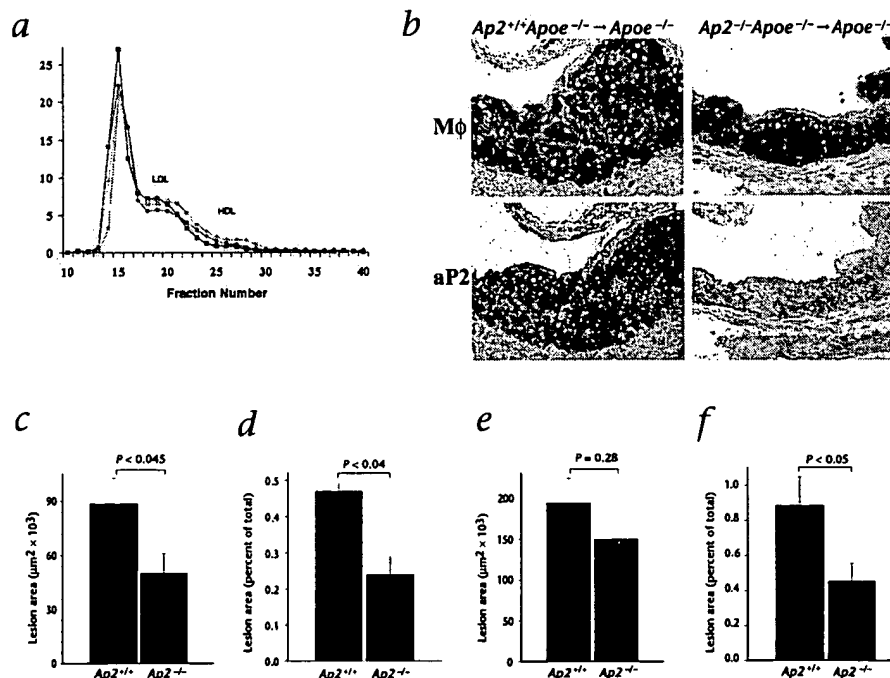 a
25
20
15
10
5
0
LDL
HDL
10 15 20 25 30 35 40
Fraction Number
b
Ap2+/+Apoe–/– → Apoe–/– Ap2–/–Apoe–/– → Apoe–/–
Mφ
aP2
c
P < 0.045
Lesion area (µm² × 10³)
90
60
30
0
Ap2+/+ Ap2–/–
d
P < 0.04
Lesion area (percent of total)
0.5
0.4
0.3
0.2
0.1
0.0
Ap2+/+ Ap2–/–
e
P = 0.28
Lesion area (µm² × 10³)
200
150
100
50
0
Ap2+/+ Ap2–/–
f
P < 0.05
Lesion area (percent of total)
1.0
0.8
0.6
0.4
0.2
0.0
Ap2+/+ Ap2–/–